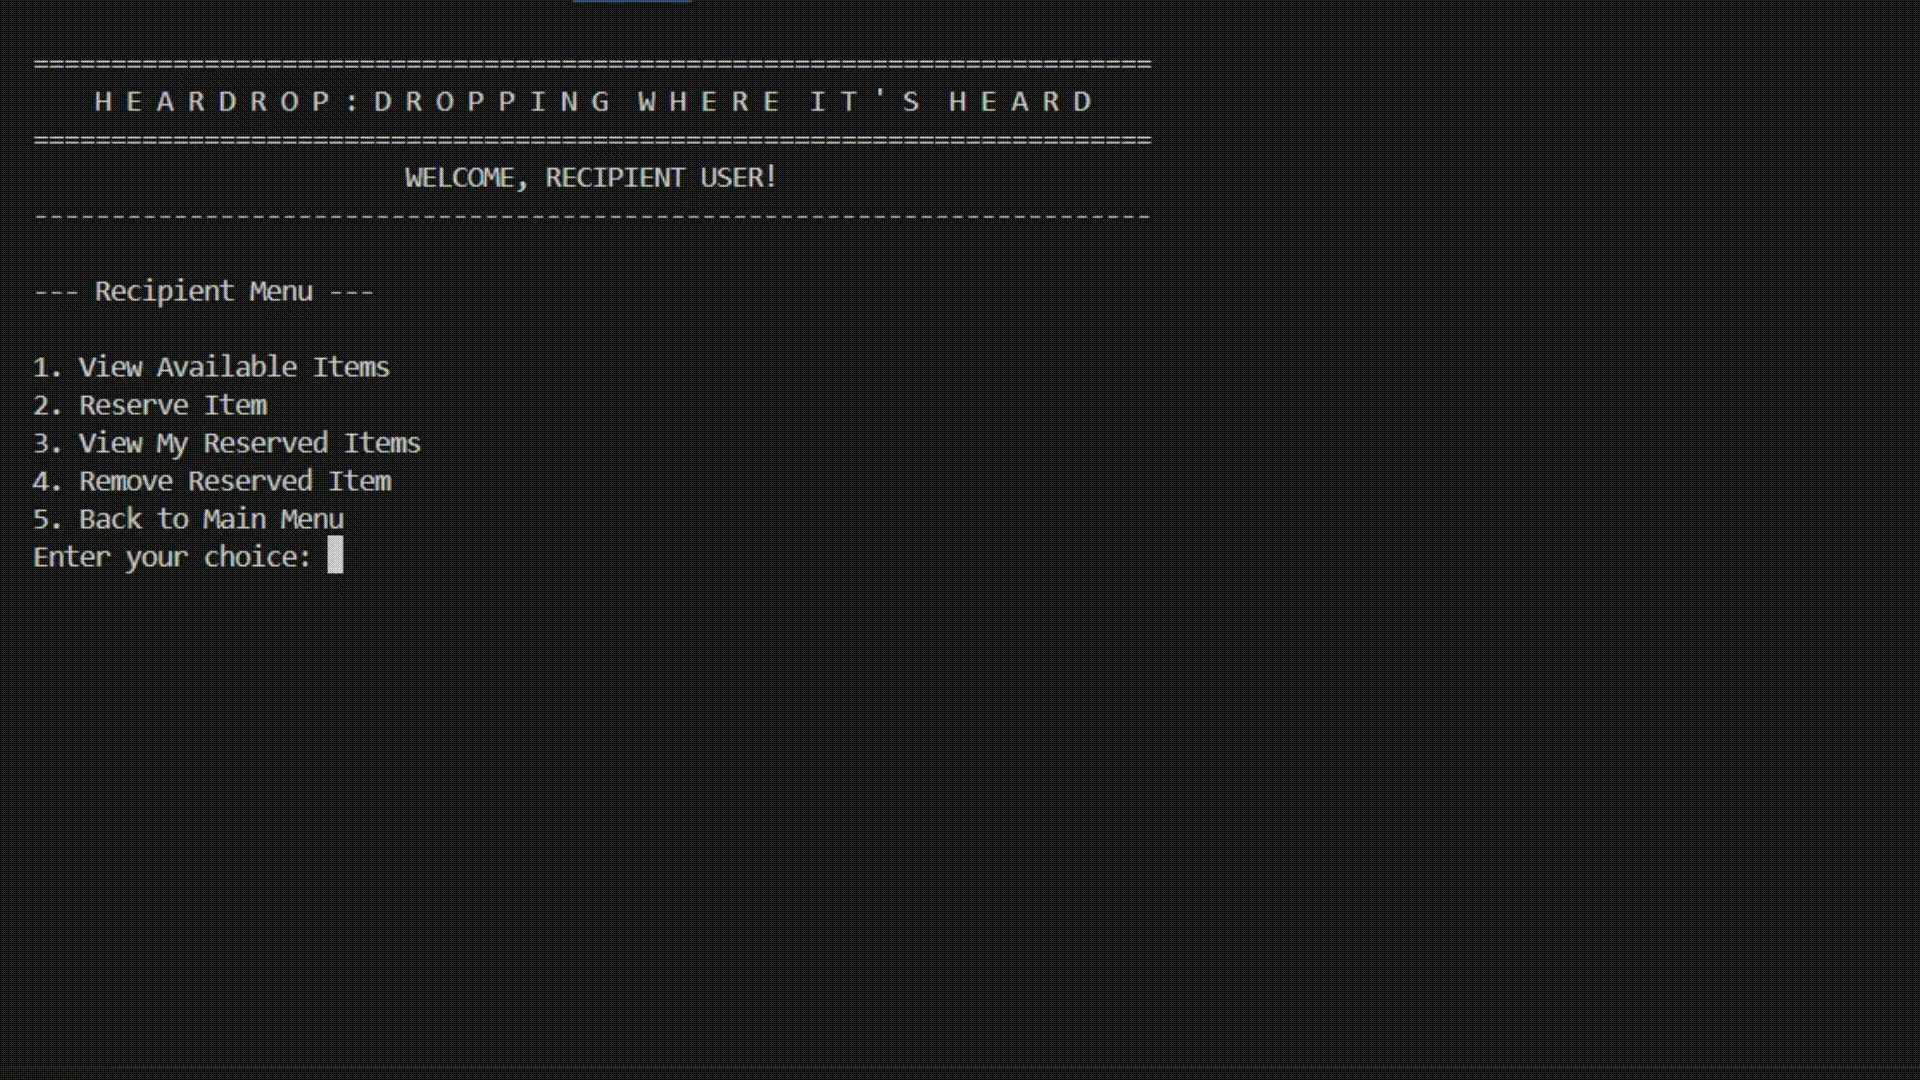 ========================================================================
H E A R D R O P : D R O P P I N G  W H E R E  I T ' S  H E A R D
========================================================================
WELCOME, RECIPIENT USER!
------------------------------------------------------------------------
--- Recipient Menu ---
1. View Available Items
2. Reserve Item
3. View My Reserved Items
4. Remove Reserved Item
5. Back to Main Menu
Enter your choice: